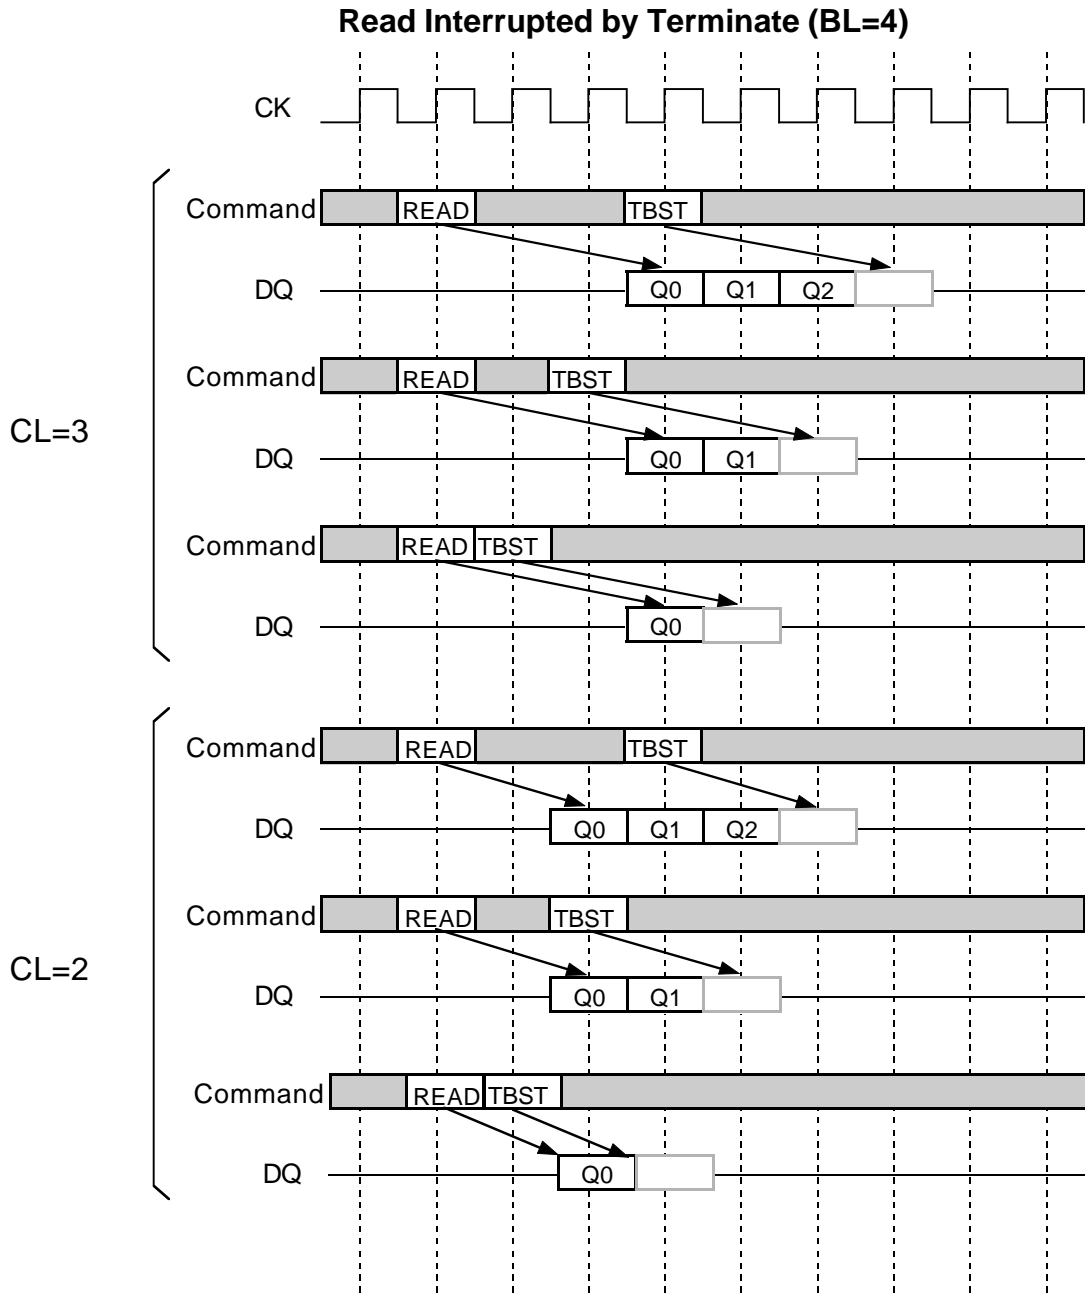 Read Interrupted by Terminate (BL=4)
CK
Command READ TBST
DQ Q0 Q1 Q2
Command READ TBST
CL=3
DQ Q0 Q1
Command READ TBST
DQ Q0
Command READ TBST
DQ Q0 Q1 Q2
Command READ TBST
CL=2
DQ Q0 Q1
Command READ TBST
DQ Q0